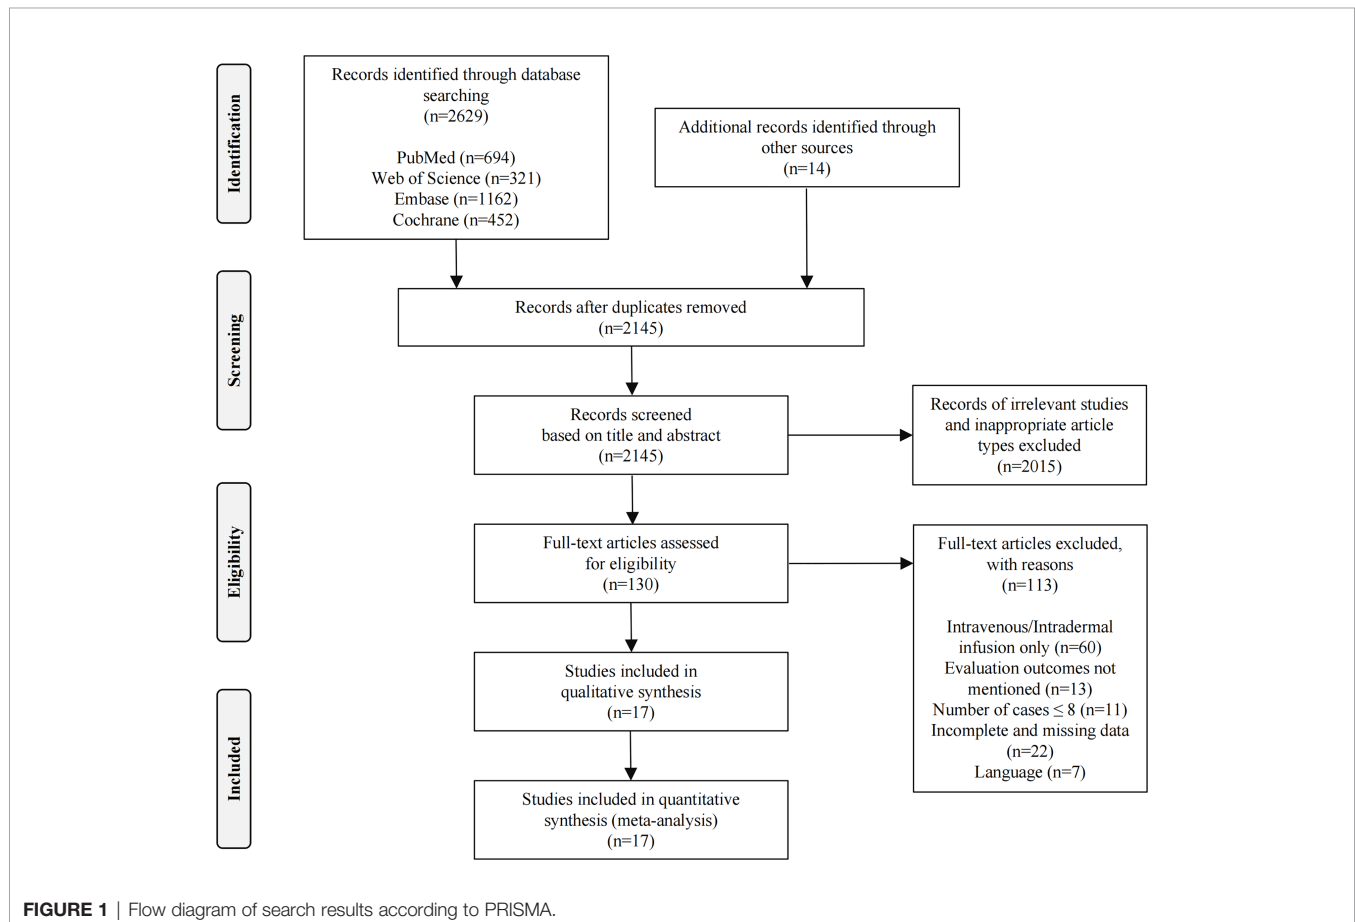 Identification
Records identified through database
searching
(n=2629)
PubMed (n=694)
Web of Science (n=321)
Embase (n=1162)
Cochrane (n=452)
Additional records identified through
other sources
(n=14)
Screening
Records after duplicates removed
(n=2145)
Records screened
based on title and abstract
(n=2145)
Records of irrelevant studies
and inappropriate article
types excluded
(n=2015)
Eligibility
Full-text articles assessed
for eligibility
(n=130)
Full-text articles excluded,
with reasons
(n=113)
Intravenous/Intradermal
infusion only (n=60)
Evaluation outcomes not
mentioned (n=13)
Number of cases ≤ 8 (n=11)
Incomplete and missing data
(n=22)
Language (n=7)
Included
Studies included in
qualitative synthesis
(n=17)
Studies included in quantitative
synthesis (meta-analysis)
(n=17)
FIGURE 1 | Flow diagram of search results according to PRISMA.